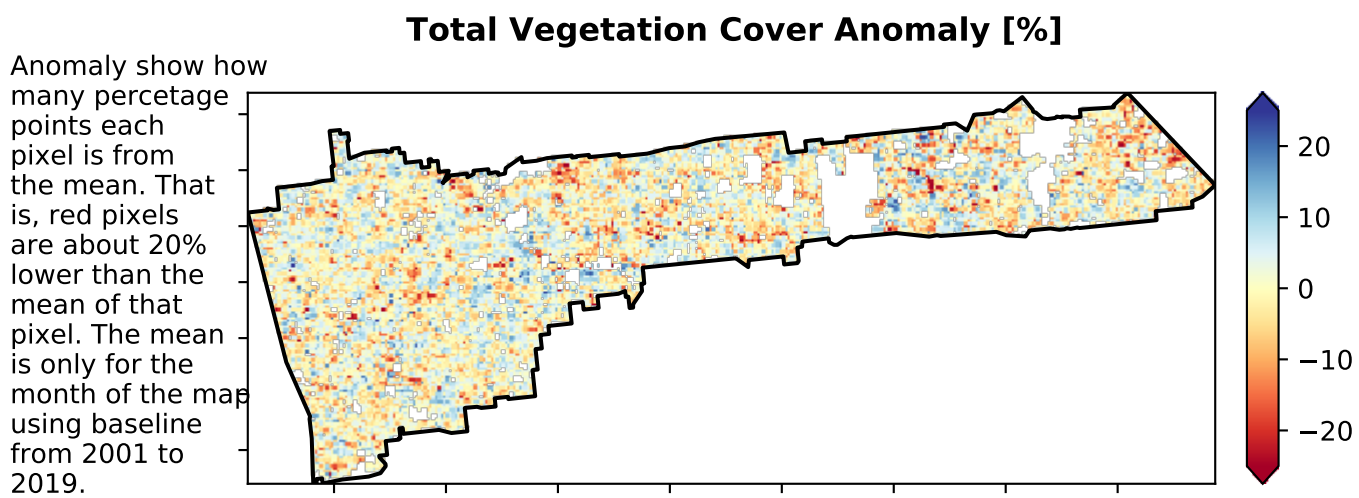 Total Vegetation Cover Anomaly [%]
Anomaly show how
many percetage
points each
pixel is from
the mean. That
is, red pixels
are about 20%
lower than the
mean of that
pixel. The mean
is only for the
month of the map
using baseline
from 2001 to
2019.
20
10
0
−10
−20